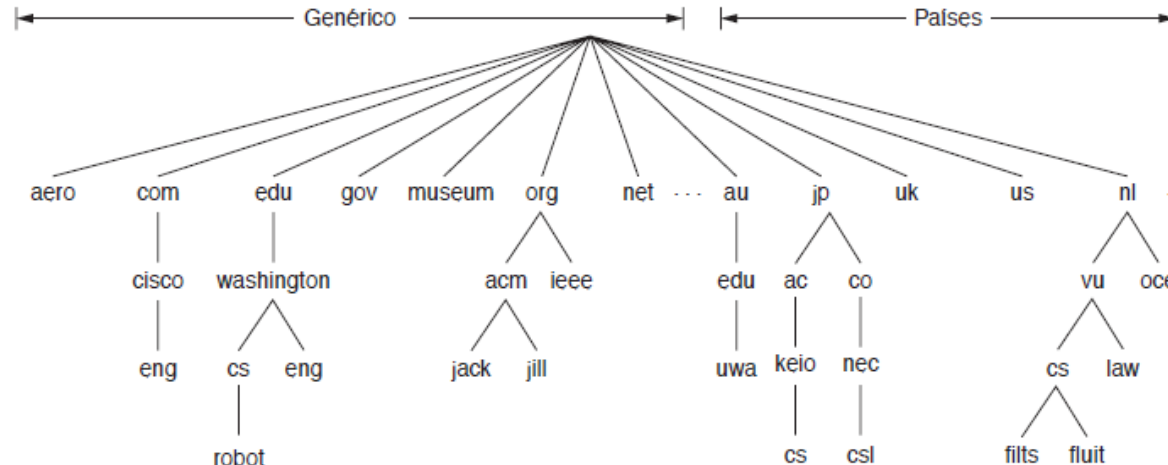 Genérico Países
aero com edu gov museum org net ... au jp uk us nl
cisco washington acm ieee edu ac co vu oce
eng cs eng jack jill uwa keio nec cs law
robot cs csl filts fluit